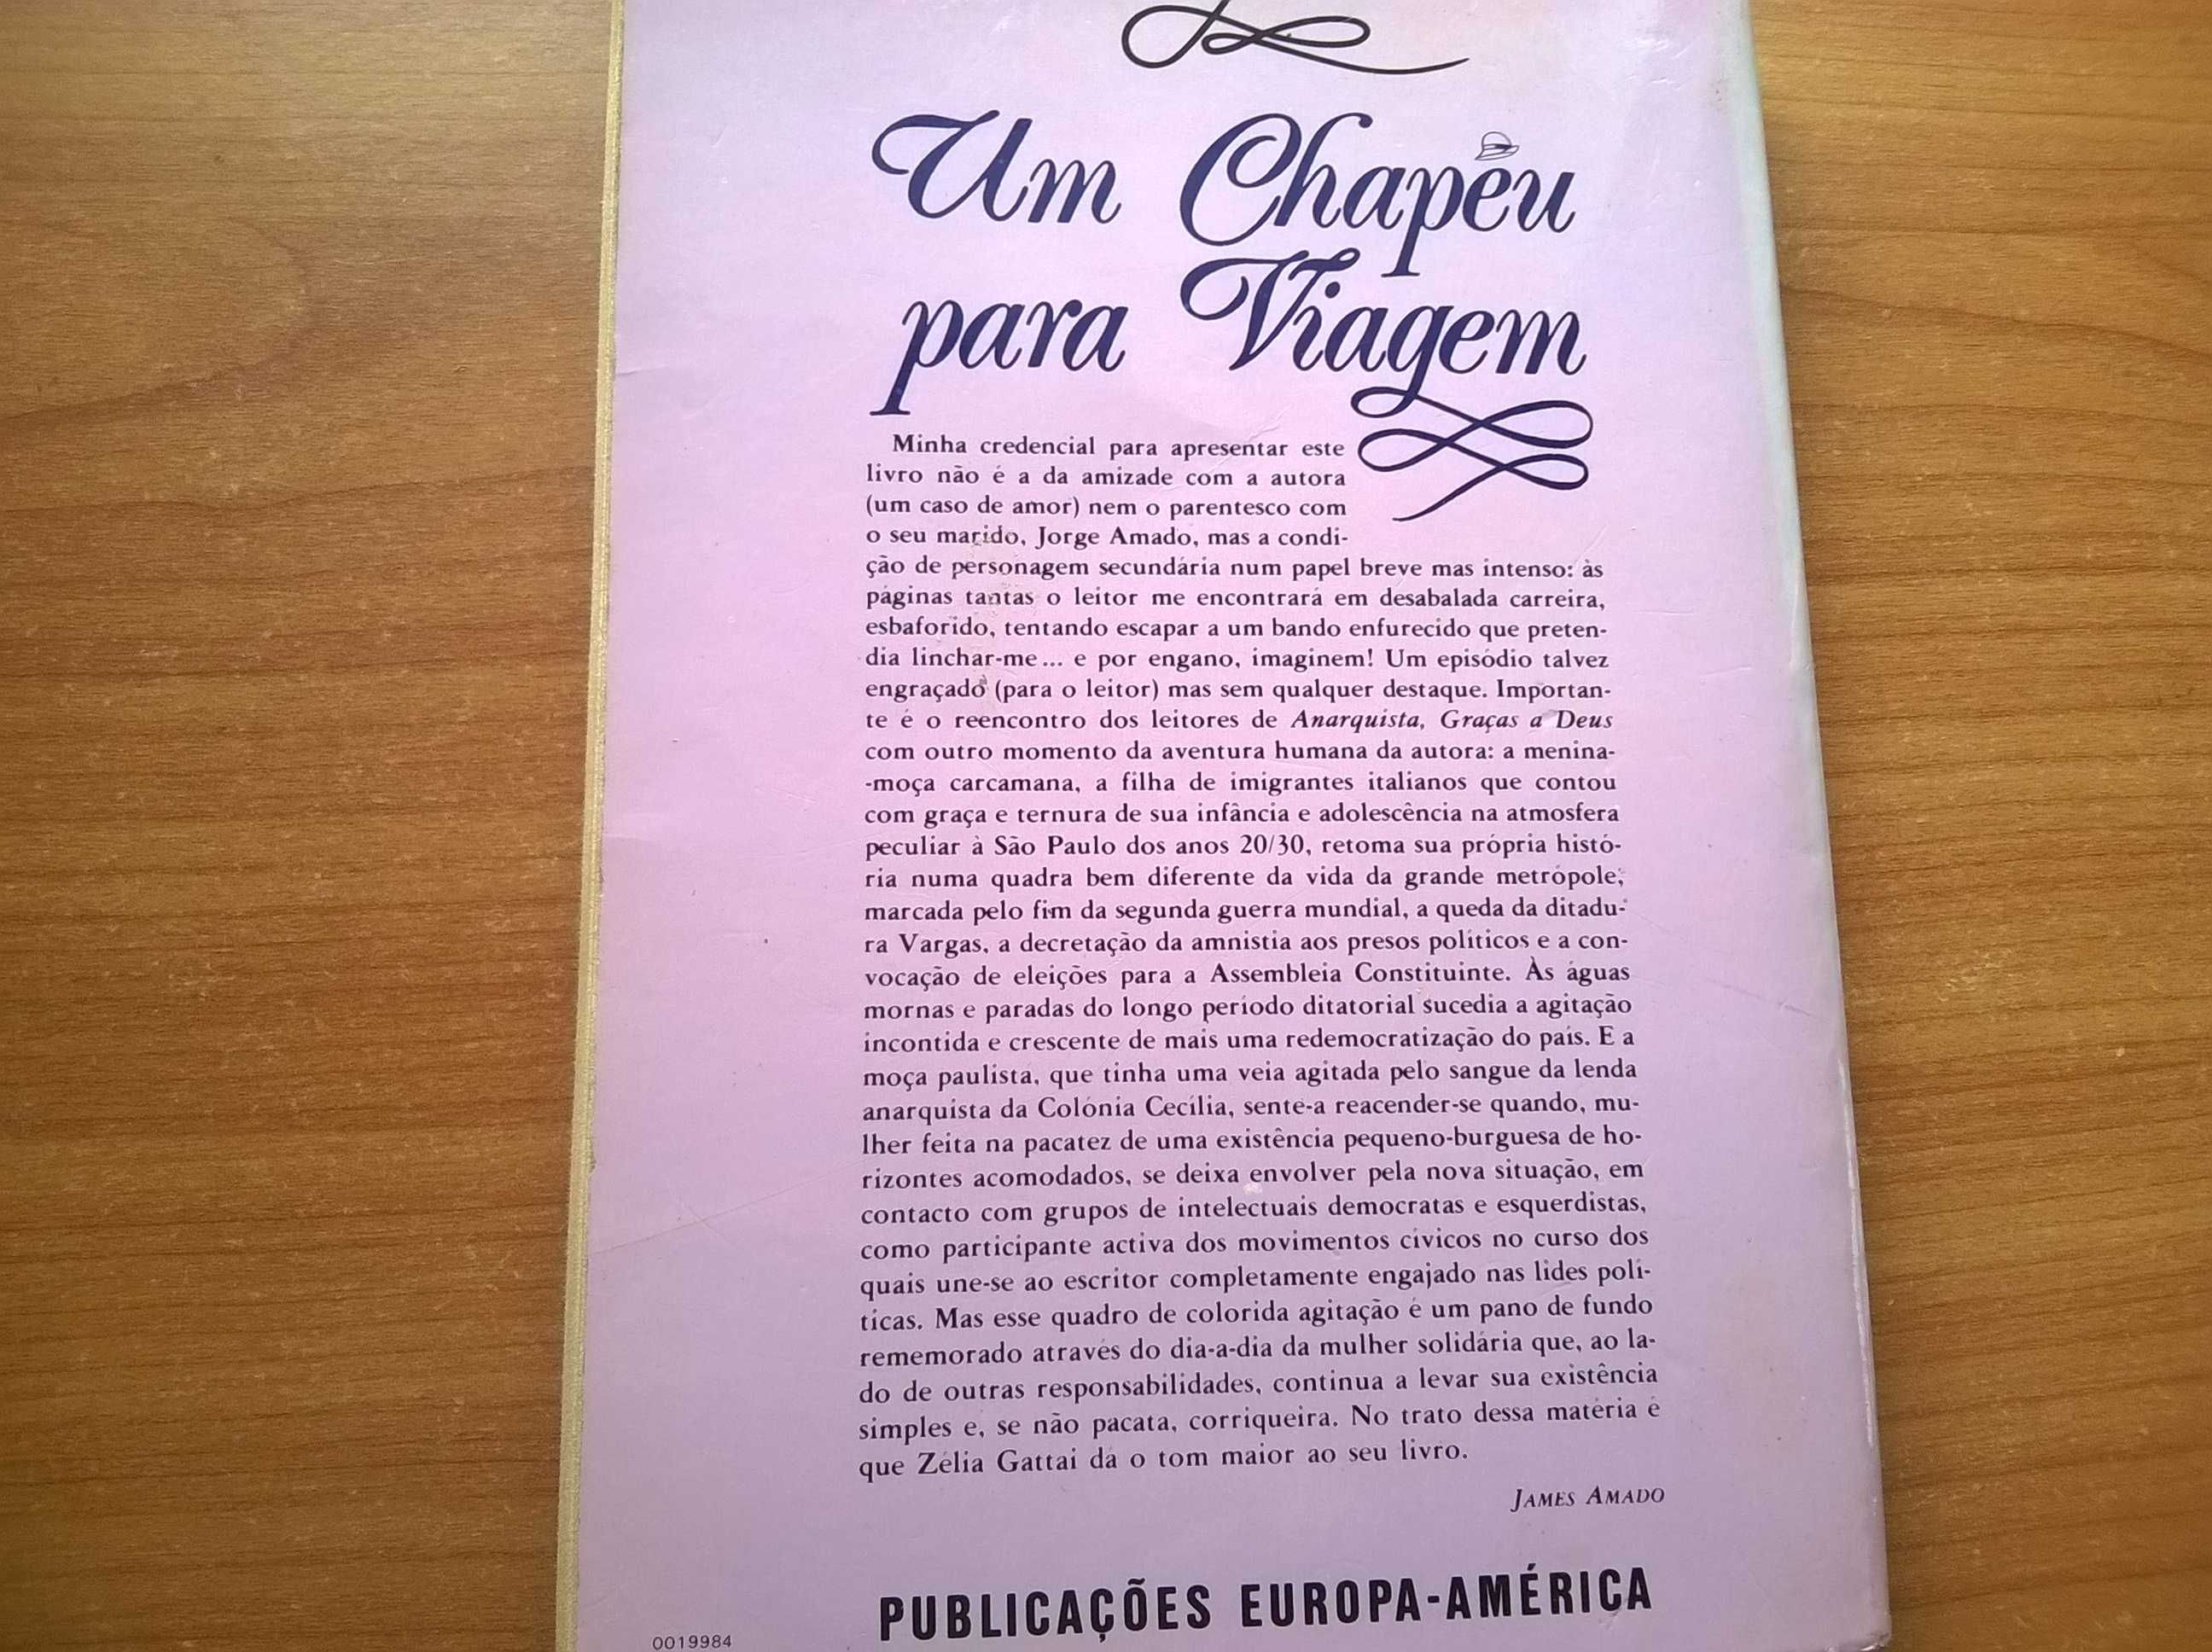 Um Chapéu
para Viagem
Minha credencial para apresentar este
livro não é a da amizade com a autora
(um caso de amor) nem o parentesco com
o seu marido, Jorge Amado, mas a condi-
ção de personagem secundária num papel breve mas intenso: às
páginas tantas o leitor me encontrará em desabalada carreira,
esbaforido, tentando escapar a um bando enfurecido que preten-
dia linchar-me... e por engano, imaginem! Um episódio talvez
engraçado (para o leitor) mas sem qualquer destaque. Importan-
te é o reencontro dos leitores de Anarquista, Graças a Deus
com outro momento da aventura humana da autora: a menina-
-moça carcamana, a filha de imigrantes italianos que contou
com graça e ternura de sua infância e adolescência na atmosfera
peculiar à São Paulo dos anos 20/30, retoma sua própria histó-
ria numa quadra bem diferente da vida da grande metrópole,
marcada pelo fim da segunda guerra mundial, a queda da ditadu-
ra Vargas, a decretação da amnistia aos presos políticos e a con-
vocação de eleições para a Assembleia Constituinte. Às águas
mornas e paradas do longo período ditatorial sucedia a agitação
incontida e crescente de mais uma redemocratização do país. E a
moça paulista, que tinha uma veia agitada pelo sangue da lenda
anarquista da Colónia Cecília, sente-a reacender-se quando, mu-
lher feita na pacatez de uma existência pequeno-burguesa de ho-
rizontes acomodados, se deixa envolver pela nova situação, em
contacto com grupos de intelectuais democratas e esquerdistas,
como participante activa dos movimentos cívicos no curso dos
quais une-se ao escritor completamente engajado nas lides polí-
ticas. Mas esse quadro de colorida agitação é um pano de fundo
rememorado através do dia-a-dia da mulher solidária que, ao la-
do de outras responsabilidades, continua a levar sua existência
simples e, se não pacata, corriqueira. No trato dessa matéria é
que Zélia Gattai dá o tom maior ao seu livro.
JAMES AMADO
PUBLICAÇÕES EUROPA-AMÉRICA
0019984